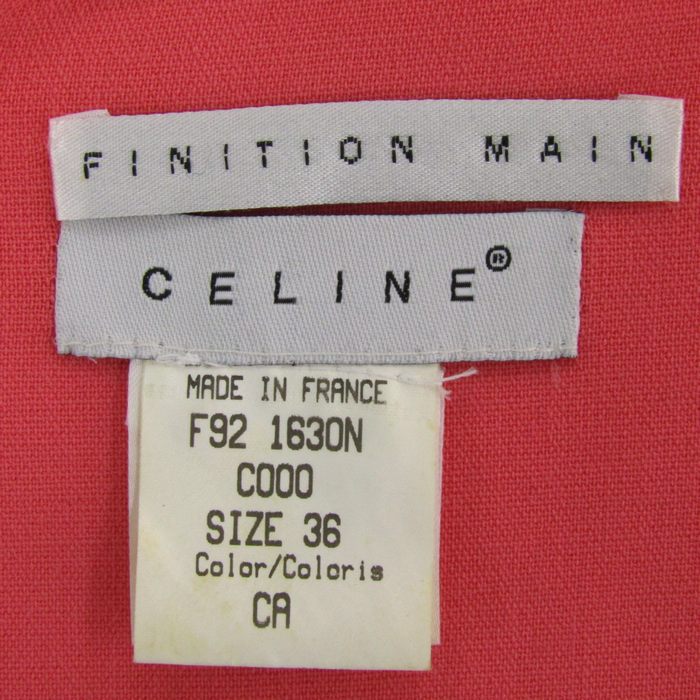 FINITION MAIN
CELINE®
MADE IN FRANCE
F92 1630N
C000
SIZE 36
Color/Coloris
CA